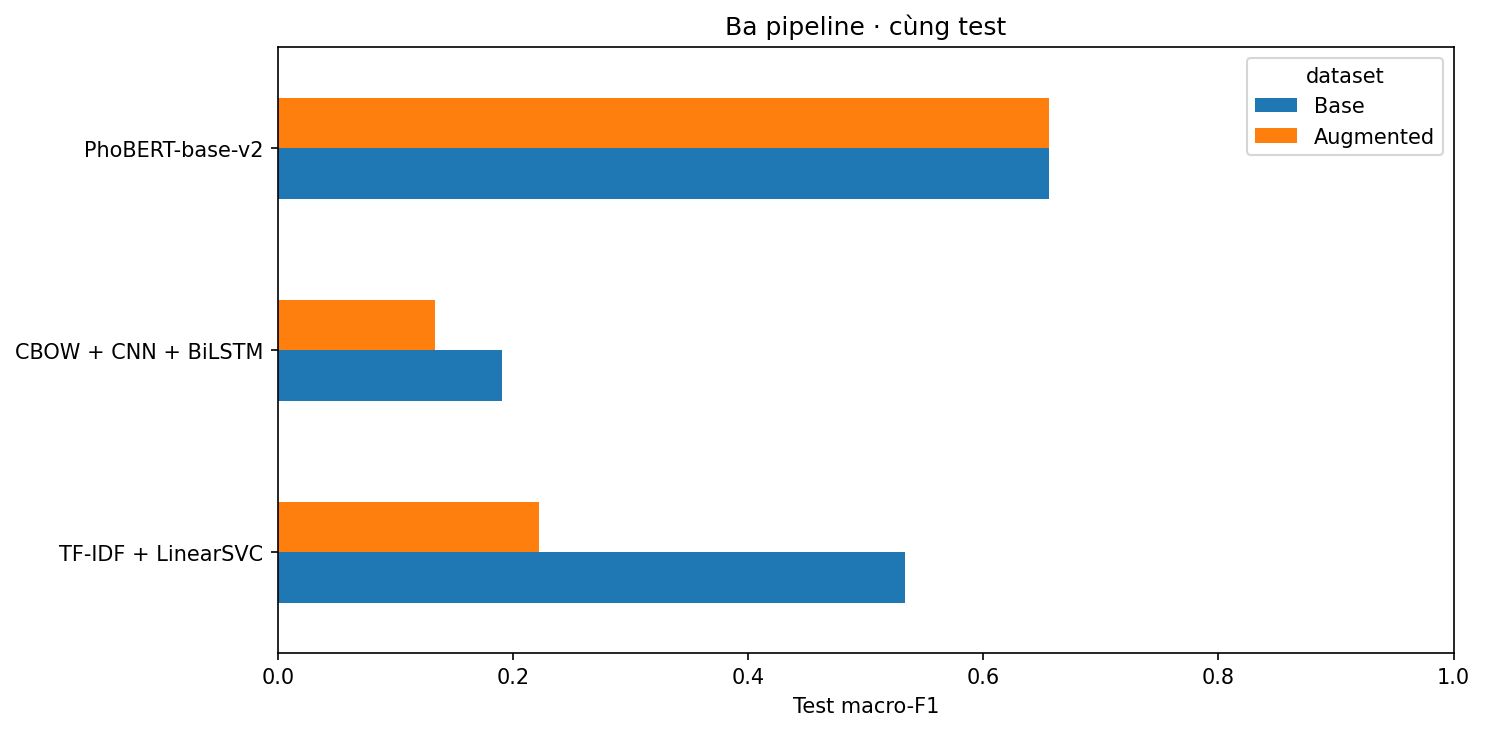 Ba pipeline · cùng test
dataset
Base
Augmented
PhoBERT-base-v2
CBOW + CNN + BiLSTM
TF-IDF + LinearSVC
0.0 0.2 0.4 0.6 0.8 1.0
Test macro-F1